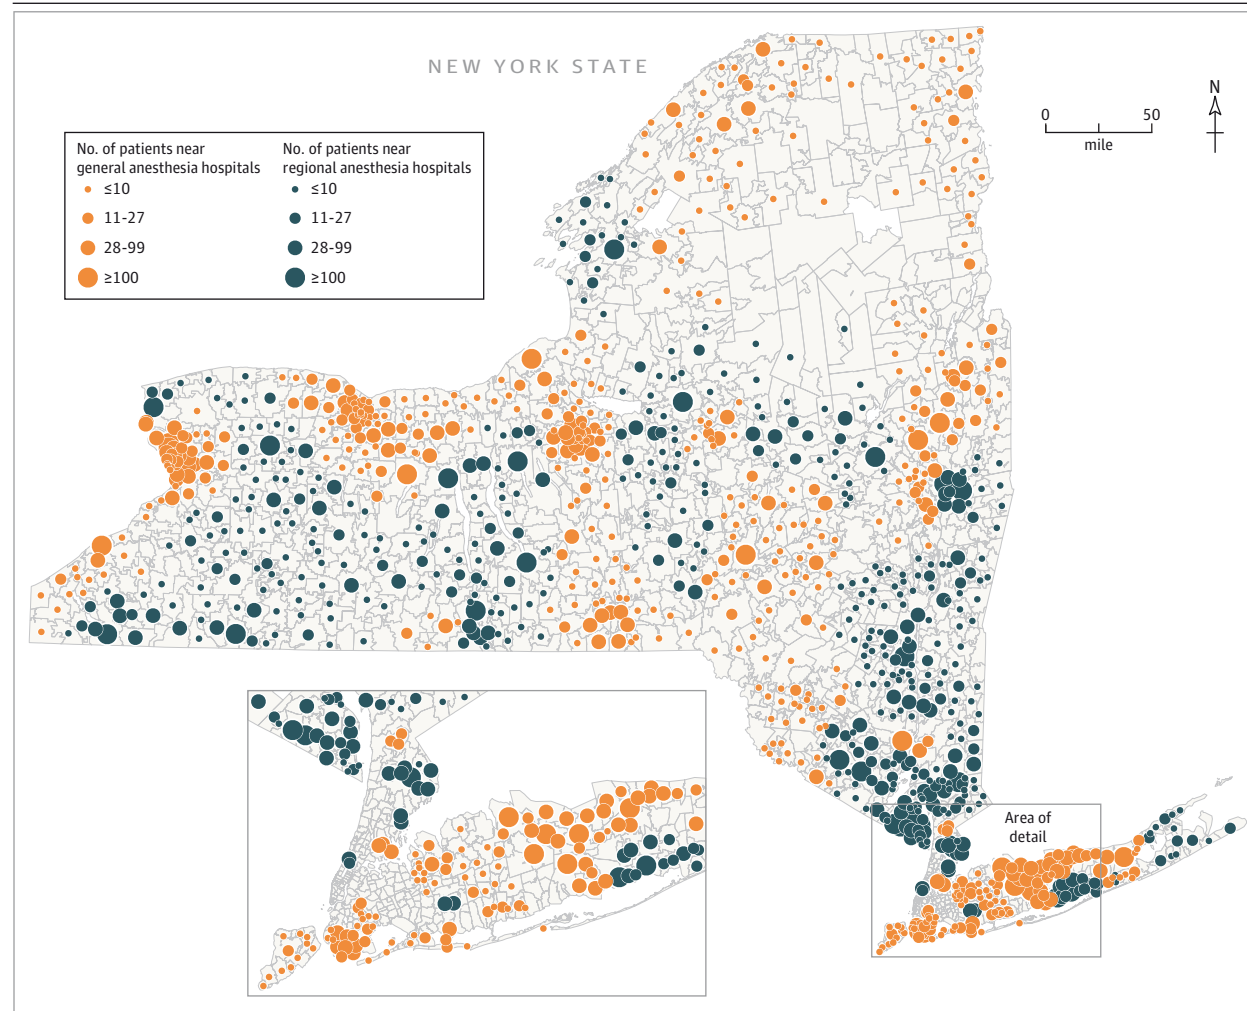 NEW YORK STATE
N
0 50
mile
No. of patients near
general anesthesia hospitals
≤10
11-27
28-99
≥100
No. of patients near
regional anesthesia hospitals
≤10
11-27
28-99
≥100
Area of
detail